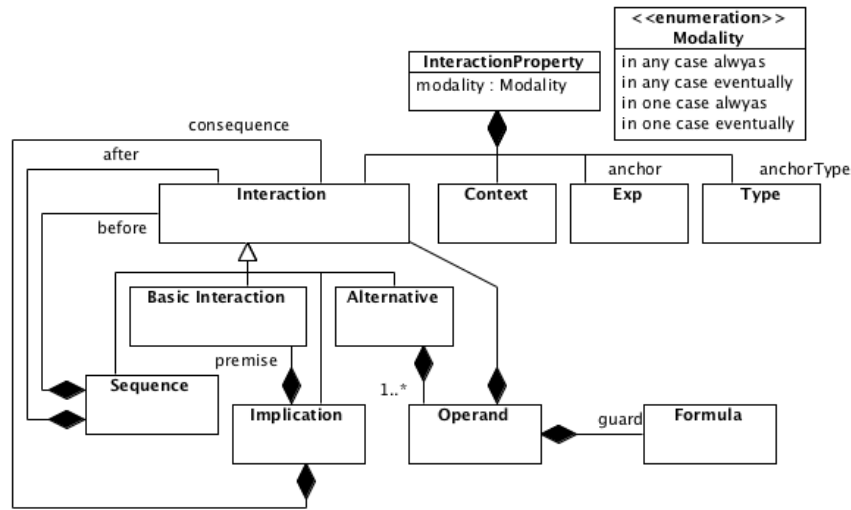 <<enumeration>>
Modality
in any case alwyas
in any case eventually
in one case alwyas
in one case eventually
InteractionProperty
modality : Modality
consequence
after
anchor
anchorType
Interaction
Context
Exp
Type
before
Basic Interaction
Alternative
premise
1..*
Sequence
Implication
Operand
guard
Formula